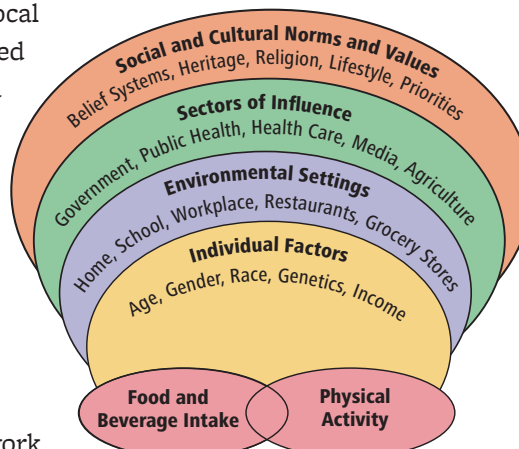 ocal
ed
Social and Cultural Norms and Values
Belief Systems, Heritage, Religion, Lifestyle, Priorities
Sectors of Influence
Government, Public Health, Health Care, Media, Agriculture
Environmental Settings
Home, School, Workplace, Restaurants, Grocery Stores
Individual Factors
Age, Gender, Race, Genetics, Income
Food and
Beverage Intake
Physical
Activity
work